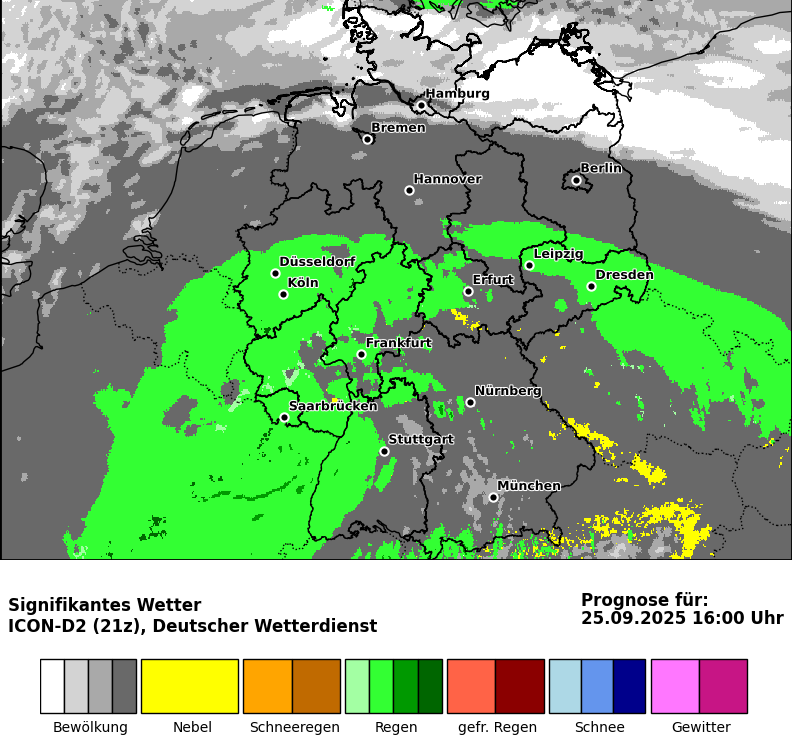 Hamburg
Bremen
Berlin
Hannover
Leipzig
Düsseldorf
Dresden
Köln
Erfurt
Frankfurt
Nürnberg
Saarbrücken
Stuttgart
München
Signifikantes Wetter
ICON-D2 (21z), Deutscher Wetterdienst
Prognose für:
25.09.2025 16:00 Uhr
Bewölkung Nebel Schneeregen Regen gefr. Regen Schnee Gewitter